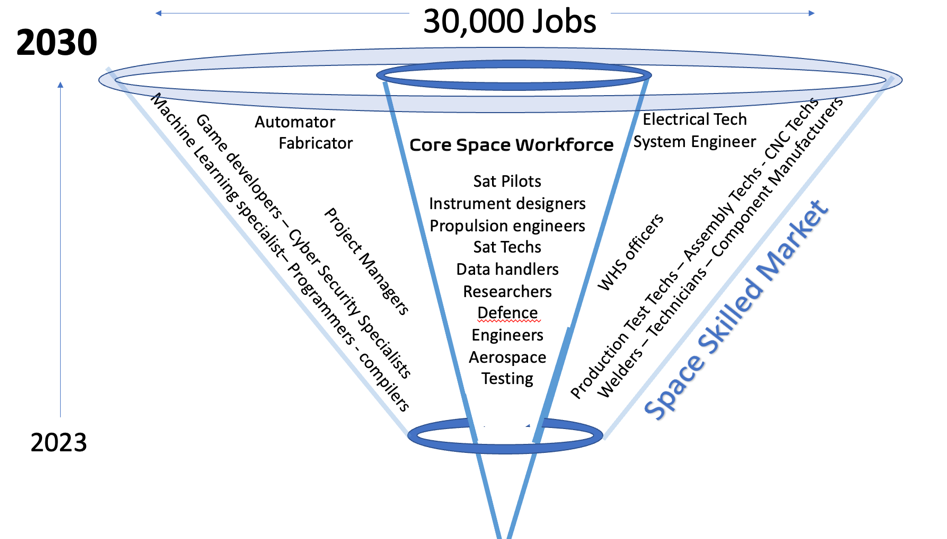 30,000 Jobs
2030
Automator
Fabricator
Electrical Tech
System Engineer
Core Space Workforce
Sat Pilots
Instrument designers
Propulsion engineers
Sat Techs
Data handlers
Researchers
Defence
Engineers
Aerospace
Testing
Machine Learning specialist– Programmers - compilers
Game developers – Cyber Security Specialists
Project Managers
WHS officers
Production Test Techs – Assembly Techs - CNC Techs
Welders – Technicians – Component Manufacturers
Space Skilled Market
2023